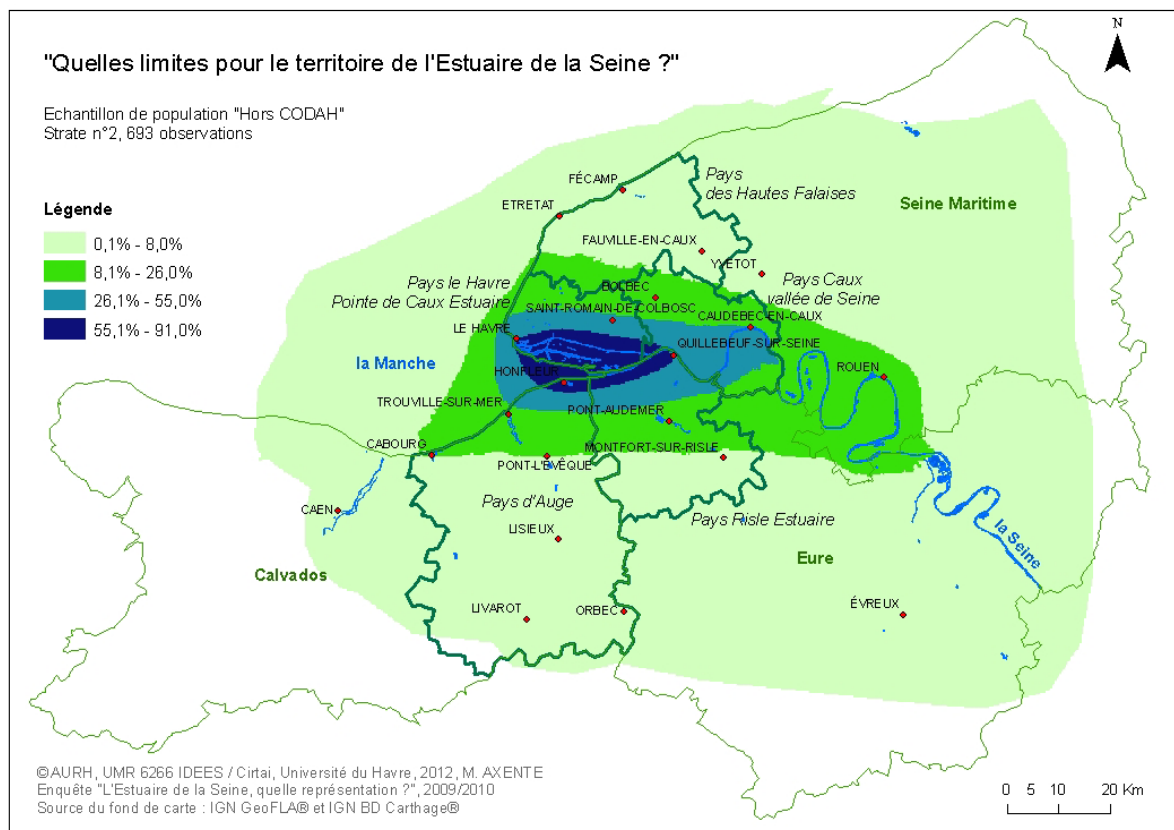 "Quelles limites pour le territoire de l'Estuaire de la Seine ?"
N
Echantillon de population "Hors CODAH"
Strate n°2, 693 observations
Légende
0,1% - 8,0%
8,1% - 26,0%
26,1% - 55,0%
55,1% - 91,0%
FÉCAMP
Pays
des Hautes Falaises
ETRETAT
Seine Maritime
FAUVILLE-EN-CAUX
YVETOT
Pays le Havre
Pointe de Caux Estuaire
Pays Caux
vallée de Seine
BOLBEC
SAINT-ROMAIN-DE-COLBOSC
CAUDEBEC-EN-CAUX
LE HAVRE
QUILLEBEUF-SUR-SEINE
la Manche
HONFLEUR
ROUEN
TROUVILLE-SUR-MER
PONT-AUDEMER
CABOURG
MONTFORT-SUR-RISLE
PONT-L'EVÊQUE
Pays d'Auge
CAEN
Pays Risle Estuaire
LISIEUX
la Seine
Eure
Calvados
LIVAROT
ORBEC
ÉVREUX
©AURH, UMR 6266 IDEES / Cirtai, Université du Havre, 2012, M. AXENTE
Enquête "L'Estuaire de la Seine, quelle représentation ?", 2009/2010
Source du fond de carte : IGN GeoFLA® et IGN BD Carthage®
0 5 10 20 Km